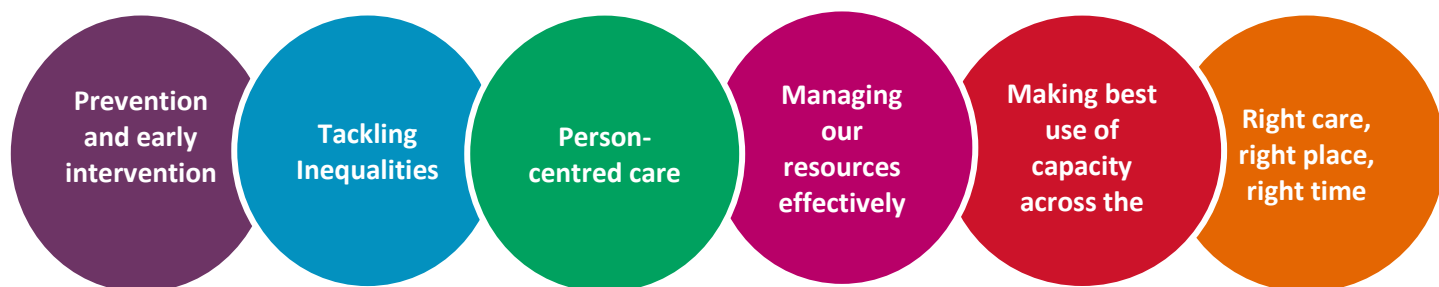 Prevention
and early
intervention
Tackling
Inequalities
Person-
centred care
Managing
our
resources
effectively
Making best
use of
capacity
across the
Right care,
right place,
right time